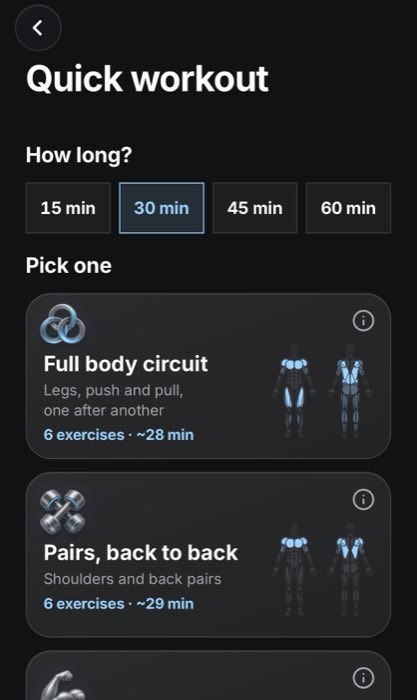 Quick workout
How long?
15 min
30 min
45 min
60 min
Pick one
Full body circuit
Legs, push and pull,
one after another
6 exercises · ~28 min
Pairs, back to back
Shoulders and back pairs
6 exercises · ~29 min